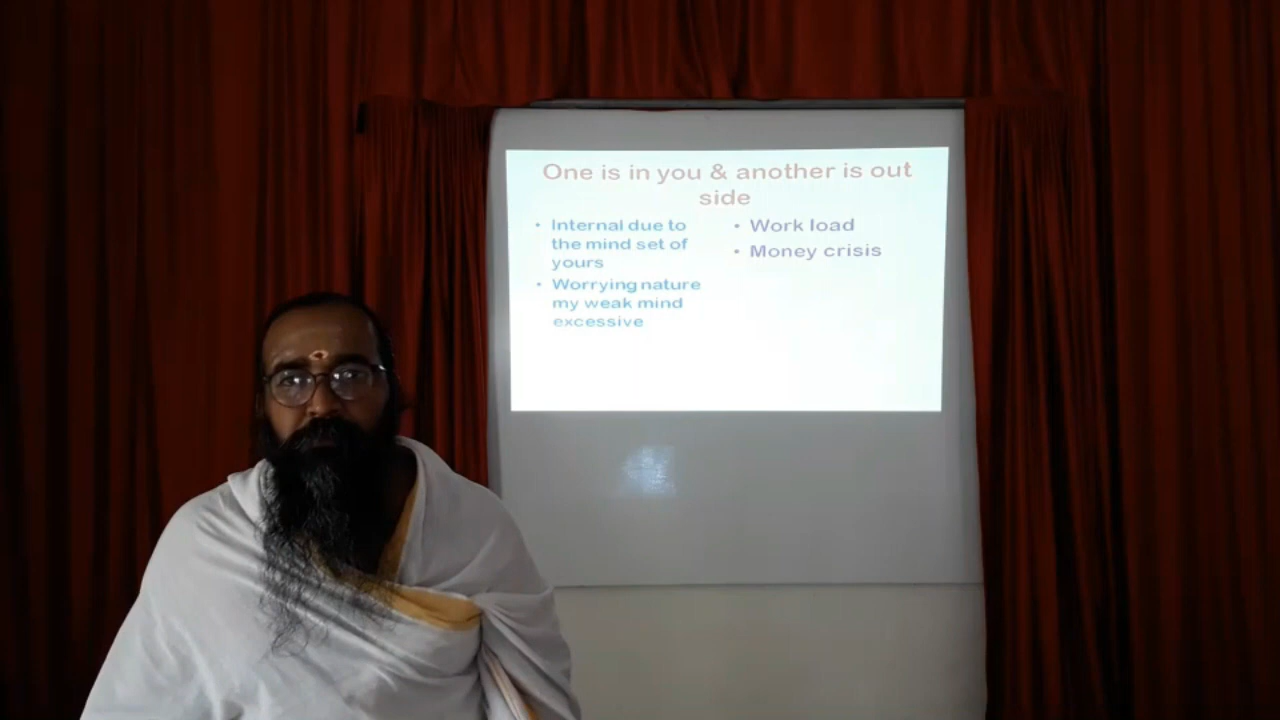 One is in you & another is out
side
• Internal due to
the mind set of
yours
• Worrying nature
my weak mind
excessive
• Work load
• Money crisis